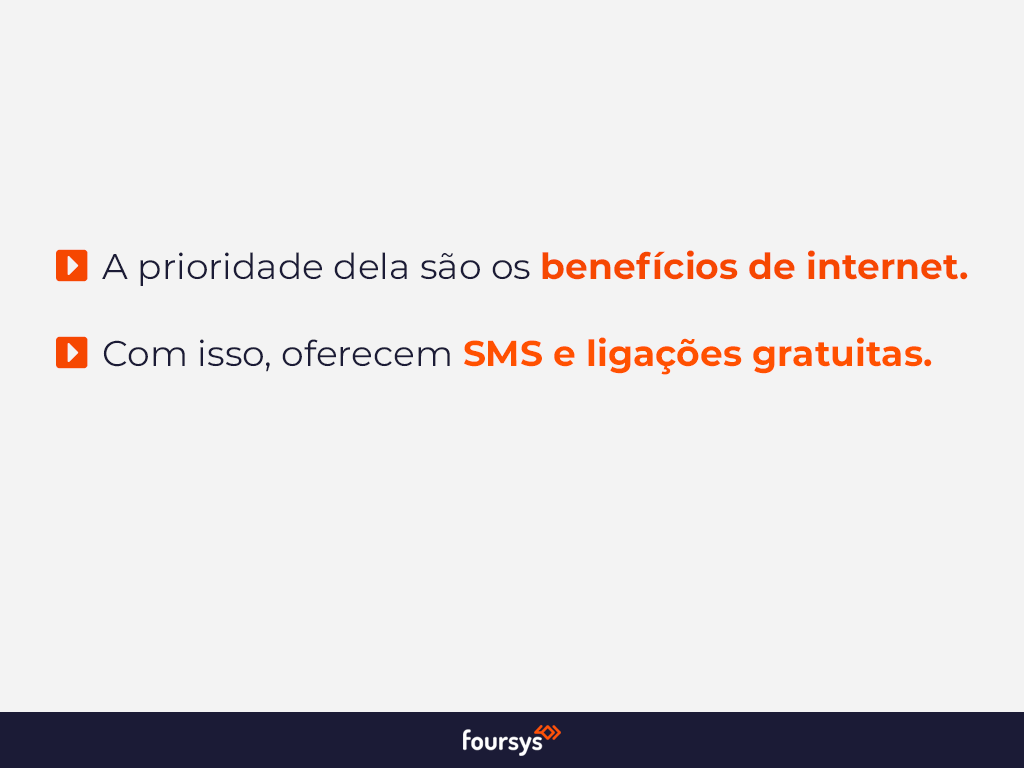 A prioridade dela são os benefícios de internet.
Com isso, oferecem SMS e ligações gratuitas.
foursys